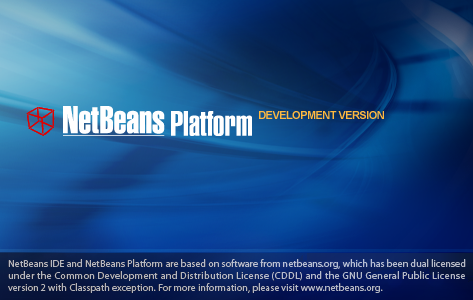 NetBeans Platform DEVELOPMENT VERSION
NetBeans IDE and NetBeans Platform are based on software from netbeans.org, which has been dual licensed
under the Common Development and Distribution License (CDDL) and the GNU General Public License
version 2 with Classpath exception. For more information, please visit www.netbeans.org.